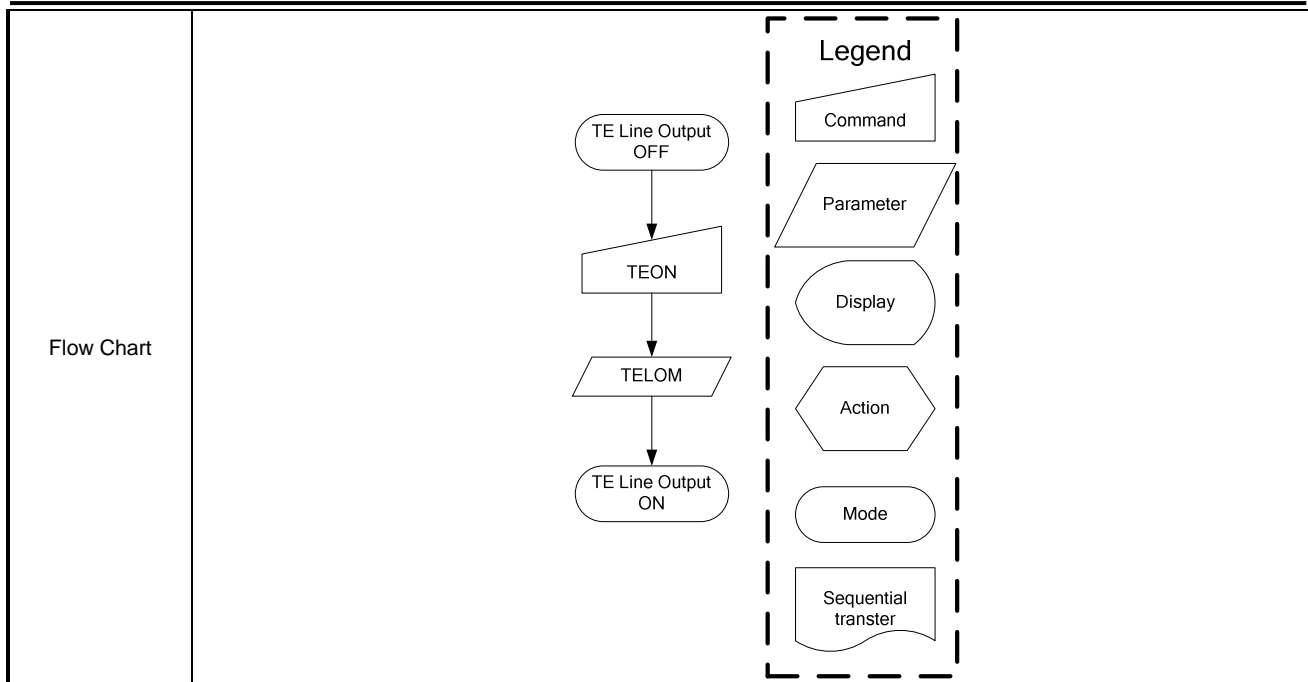 Flow Chart
TE Line Output
OFF
TEON
TELOM
TE Line Output
ON
Legend
Command
Parameter
Display
Action
Mode
Sequential
transter